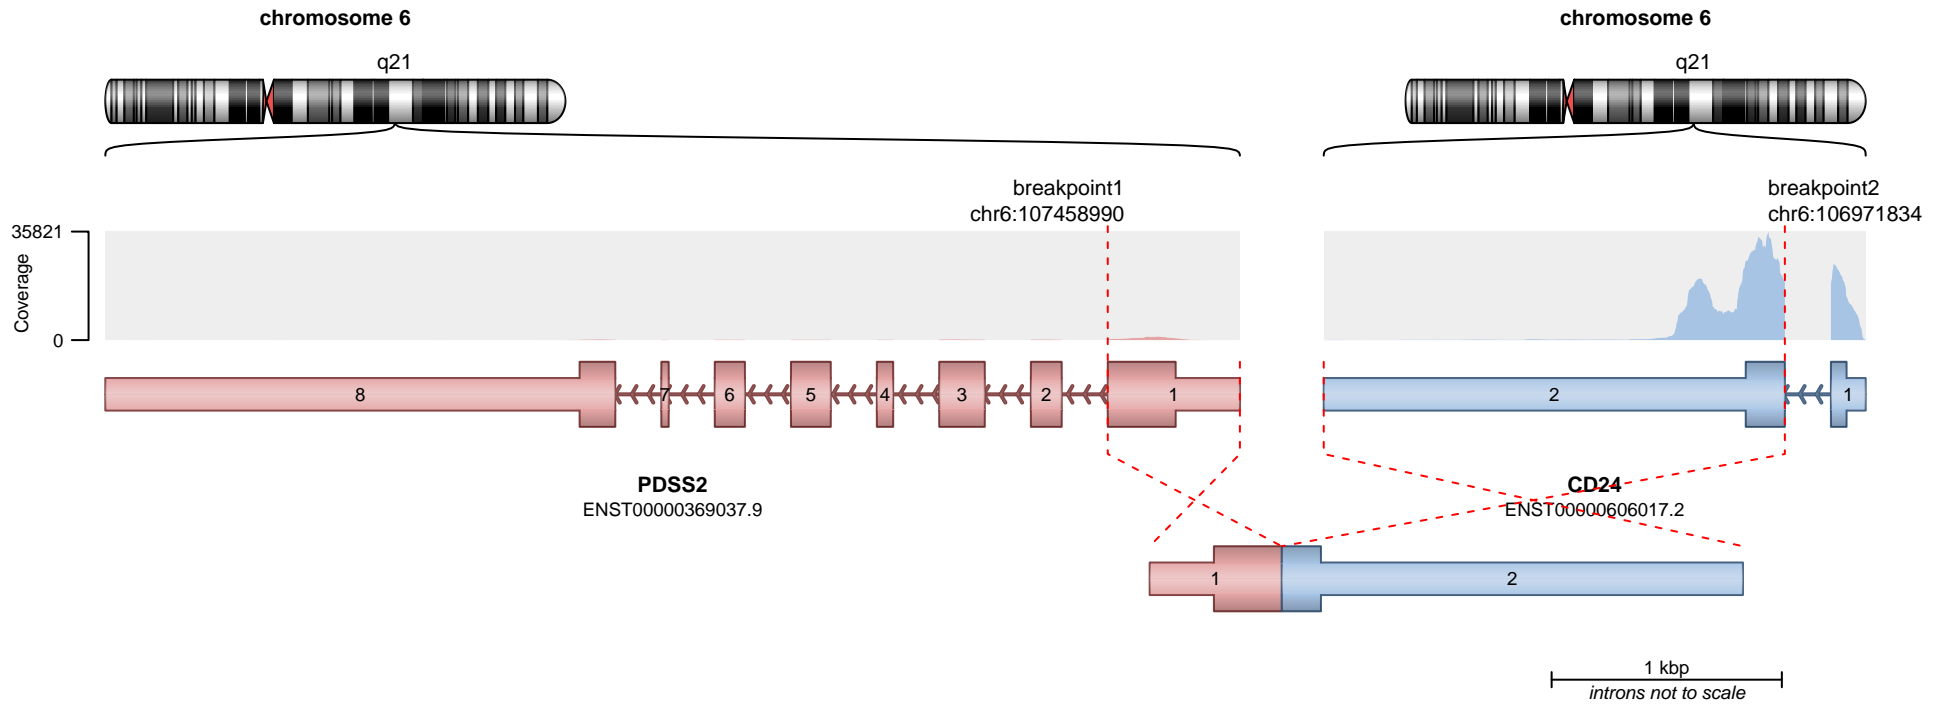 chromosome 6
chromosome 6
q21
q21
breakpoint1
chr6:107458990
breakpoint2
chr6:106971834
35821
Coverage
0
8
7
6
5
4
3
2
1
2
1
PDSS2
ENST00000369037.9
CD24
ENST00000606017.2
1
2
1 kbp
introns not to scale